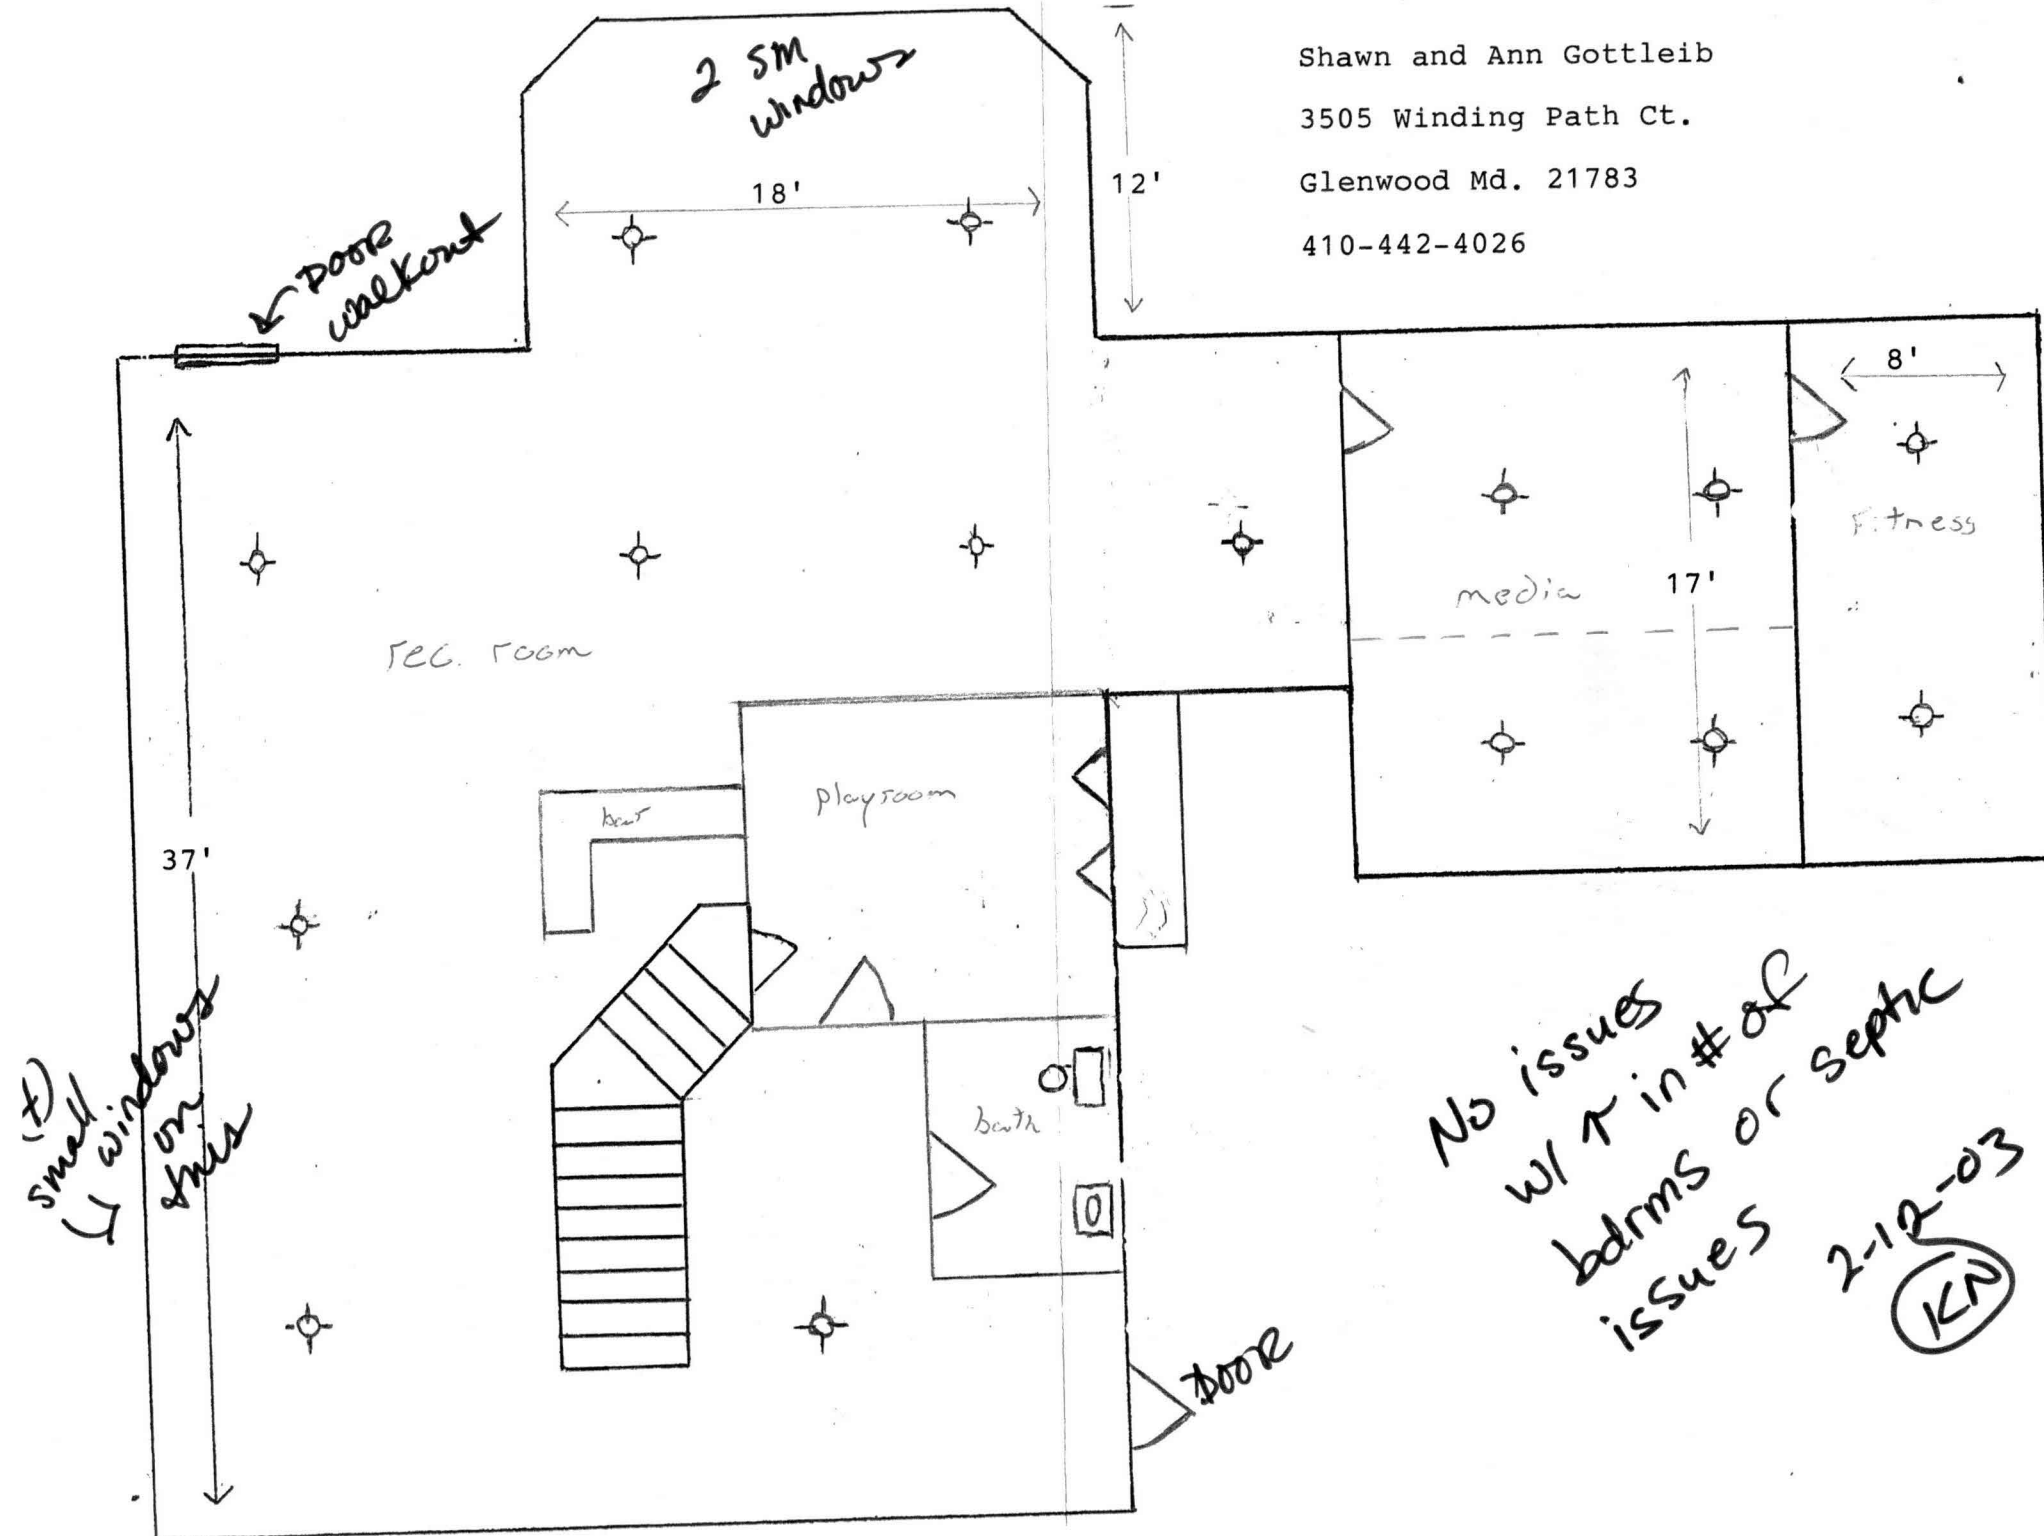 2 sm
windows
Shawn and Ann Gottleib
3505 Winding Path Ct.
Glenwood Md. 21783
410-442-4026
12'
18'
DOOR
walkout
8'
Fitness
media
17'
rec. room
playroom
bar
37'
small
windows
on
bath
DOOR
No issues
w/ ↑ in # of
bdrms or septic
issues
2-12-03
KN